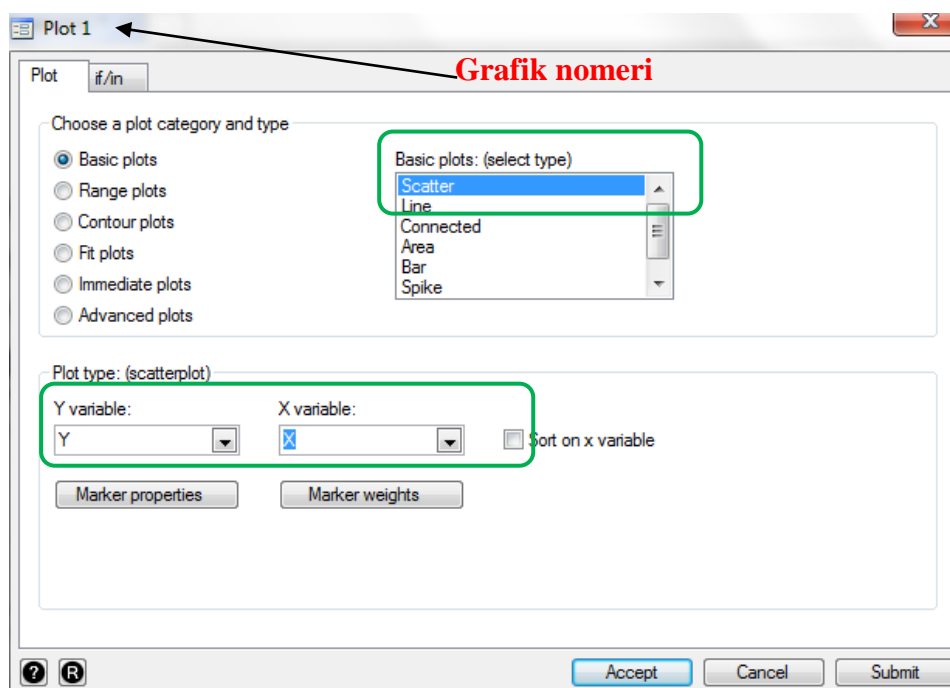 Plot 1
Grafik nomeri
Plot
if/in
Choose a plot category and type
Basic plots
Range plots
Contour plots
Fit plots
Immediate plots
Advanced plots
Basic plots: (select type)
Scatter
Line
Connected
Area
Bar
Spike
Plot type: (scatterplot)
Y variable:
X variable:
Y
X
Sort on x variable
Marker properties
Marker weights
? R
Accept
Cancel
Submit